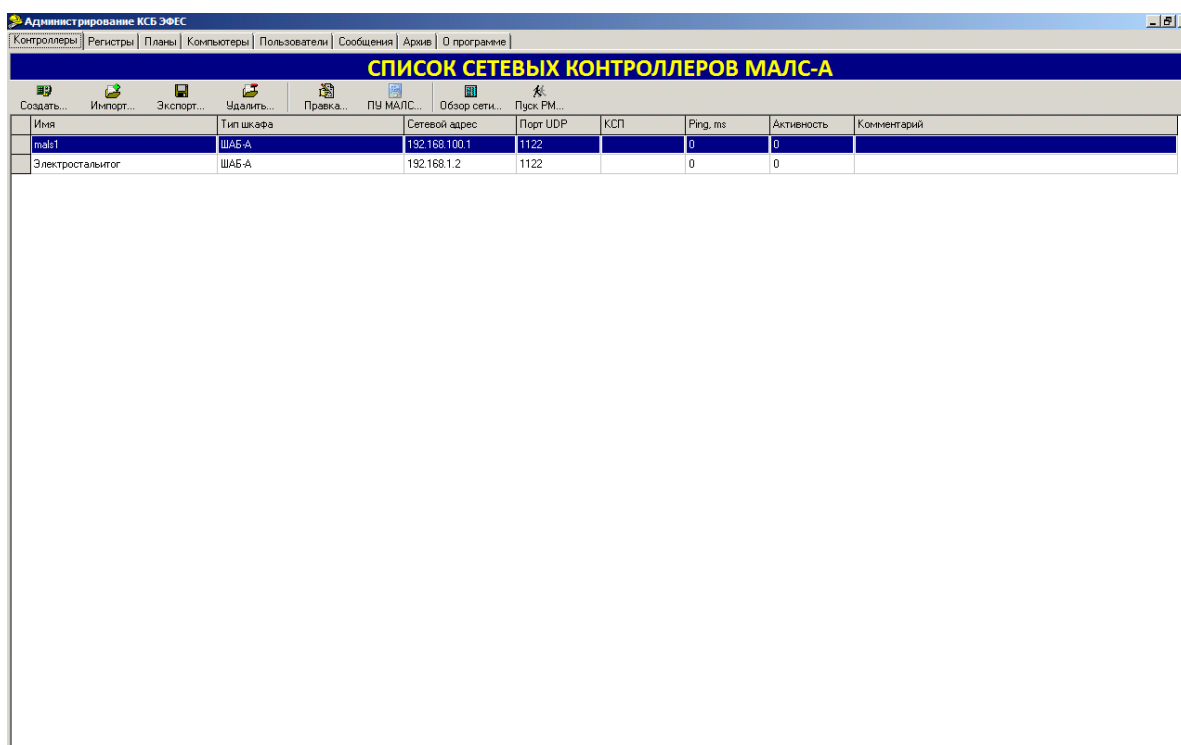 Администрирование КСБ ЭФЕС
Контроллеры Регистры Планы Компьютеры Пользователи Сообщения Архив О программе
СПИСОК СЕТЕВЫХ КОНТРОЛЛЕРОВ МАЛС-А
Создать... Импорт... Экспорт... Удалить... Правка... ПУ МАЛС... Обзор сети... Пуск РМ...
Имя Тип шкафа Сетевой адрес Порт UDP КСП Ping, ms Активность Комментарий
mals1 ШАБ-А 192.168.100.1 1122 0 0
Электростальитог ШАБ-А 192.168.1.2 1122 0 0